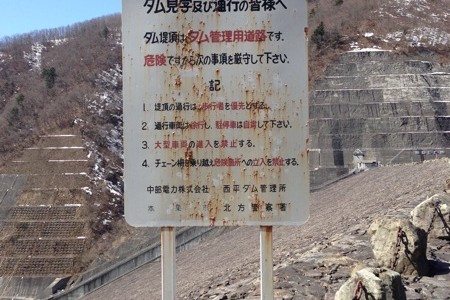 ダム見学及び通行の皆様へ
ダム堤頂はダム管理用道路です。
危険ですから次の事項を厳守して下さい。
記
1. 堤頂の通行は、歩行者を優先とする。
2. 通行車両は徐行し、駐停車は自粛して下さい。
3. 大型車両の進入を禁止する。
4. チェーン柵を乗り越え危険箇所への立入を禁止する。
中部電力株式会社 西平ダム管理所
本 北方警察署